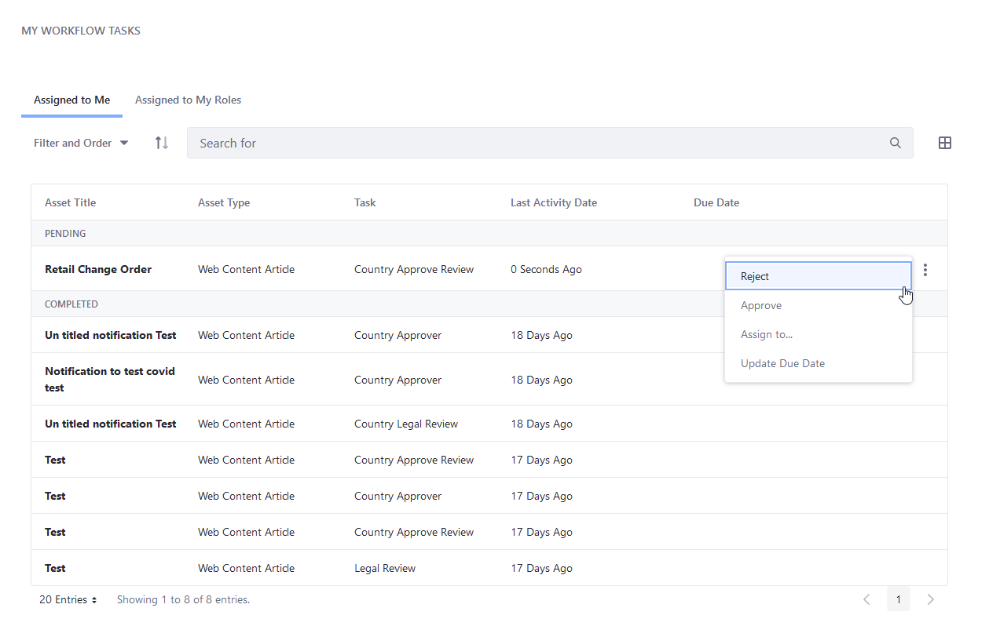 MY WORKFLOW TASKS
Assigned to Me Assigned to My Roles
Filter and Order Search for
Asset Title Asset Type Task Last Activity Date Due Date
PENDING
Retail Change Order Web Content Article Country Approve Review 0 Seconds Ago
Reject
Approve
Assign to...
Update Due Date
COMPLETED
Un titled notification Test Web Content Article Country Approver 18 Days Ago
Notification to test covid
test Web Content Article Country Approver 18 Days Ago
Un titled notification Test Web Content Article Country Legal Review 18 Days Ago
Test Web Content Article Country Approve Review 17 Days Ago
Test Web Content Article Country Approver 17 Days Ago
Test Web Content Article Country Approve Review 17 Days Ago
Test Web Content Article Legal Review 17 Days Ago
20 Entries Showing 1 to 8 of 8 entries. 1